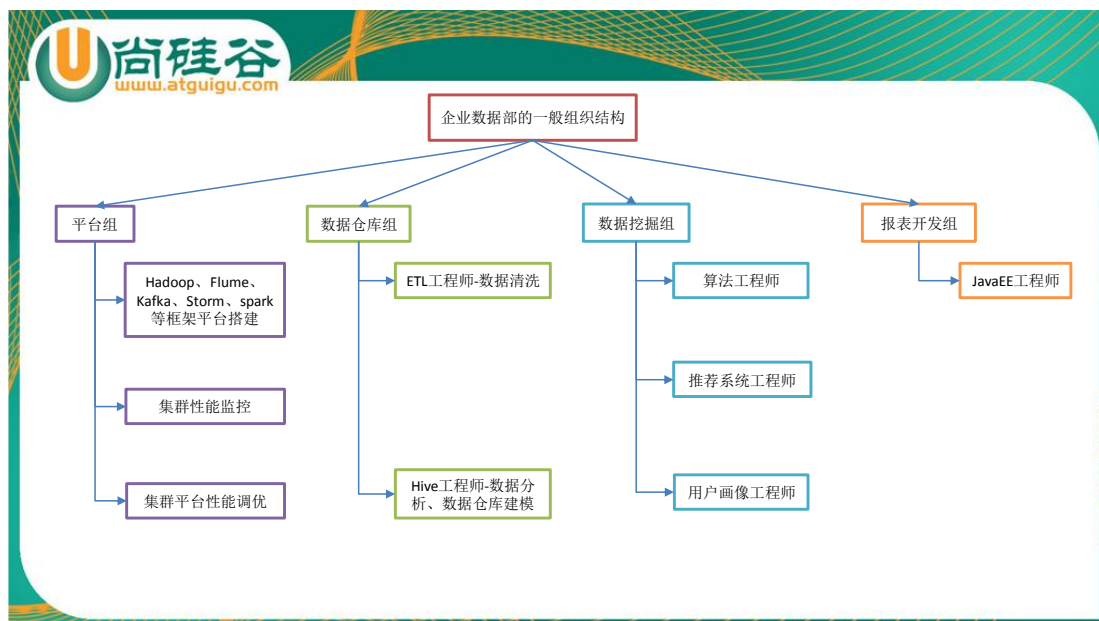 尚硅谷
www.atguigu.com
企业数据部的一般组织结构
平台组
数据仓库组
数据挖掘组
报表开发组
Hadoop、Flume、
Kafka、Storm、spark
等框架平台搭建
集群性能监控
集群平台性能调优
ETL工程师-数据清洗
Hive工程师-数据分
析、数据仓库建模
算法工程师
推荐系统工程师
用户画像工程师
JavaEE工程师